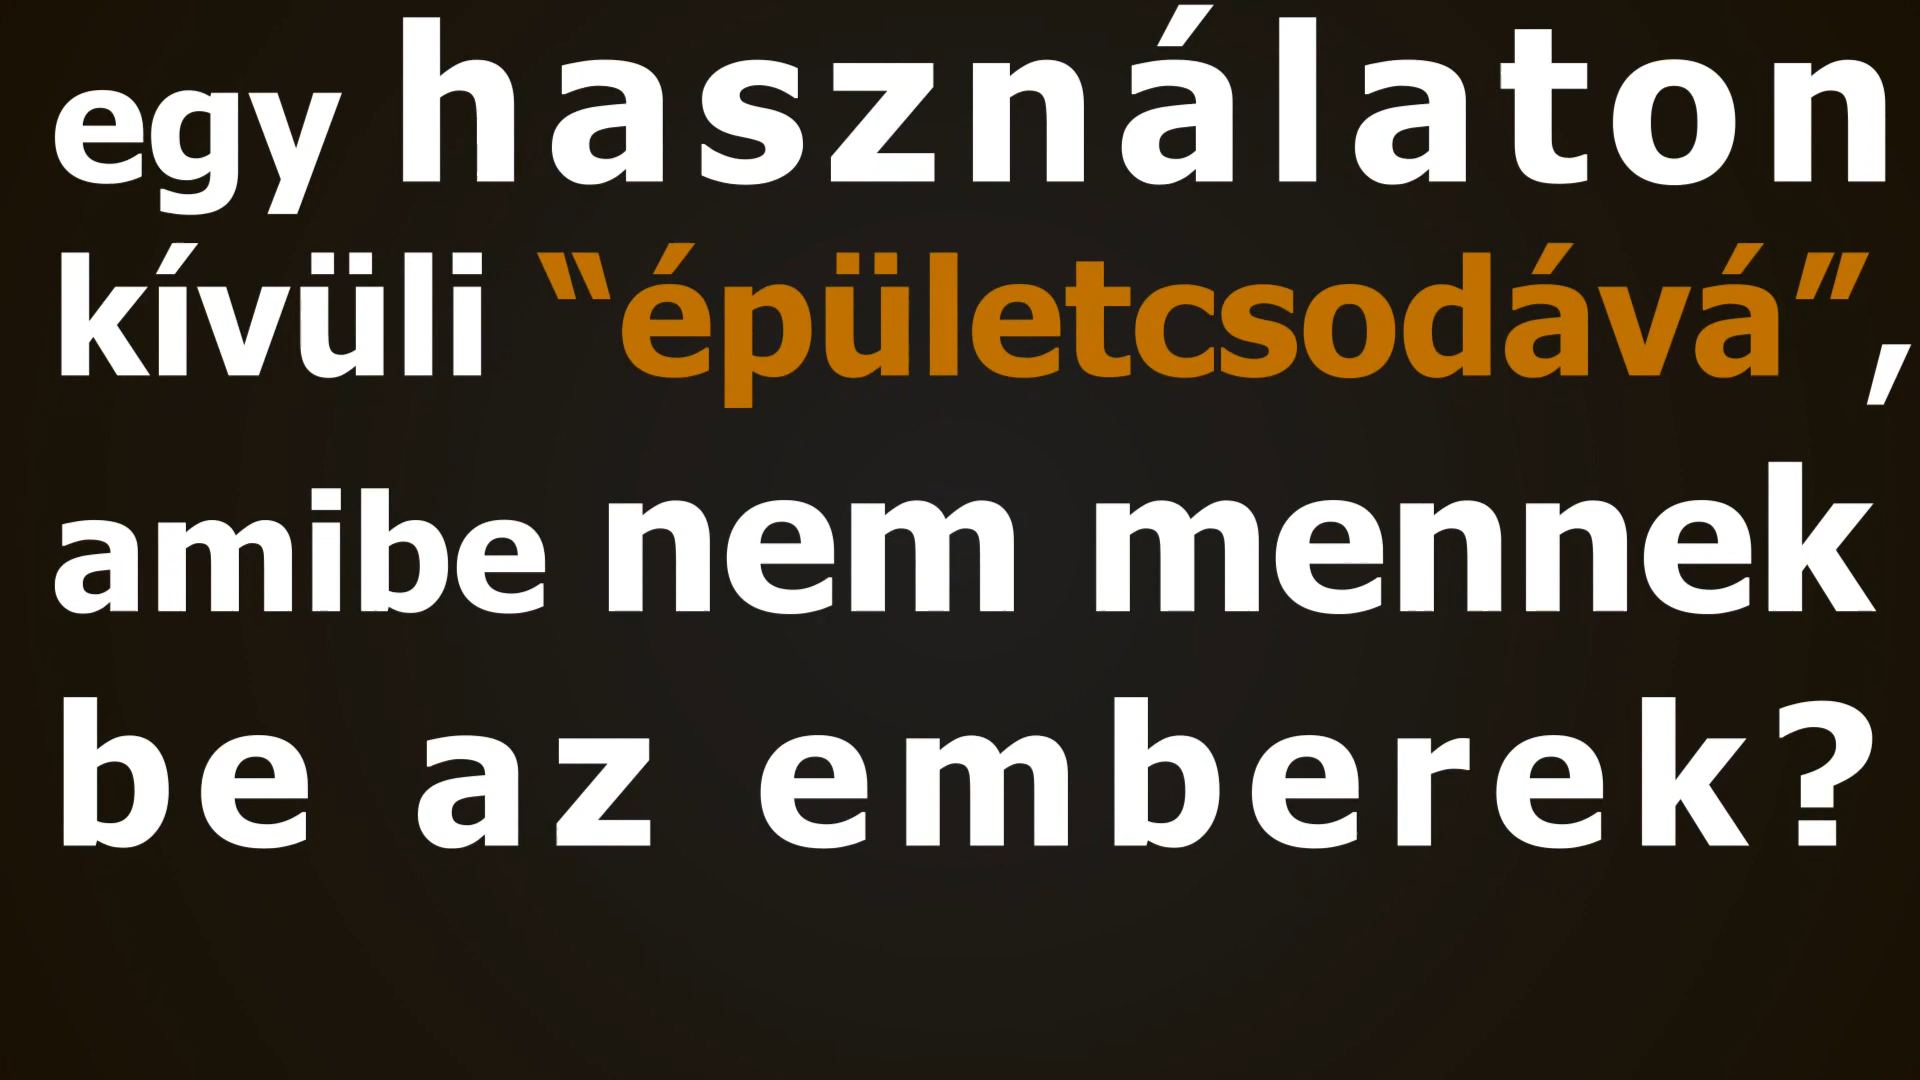 egy használaton
kívüli “épületcsodává”,
amibe nem mennek
be az emberek?